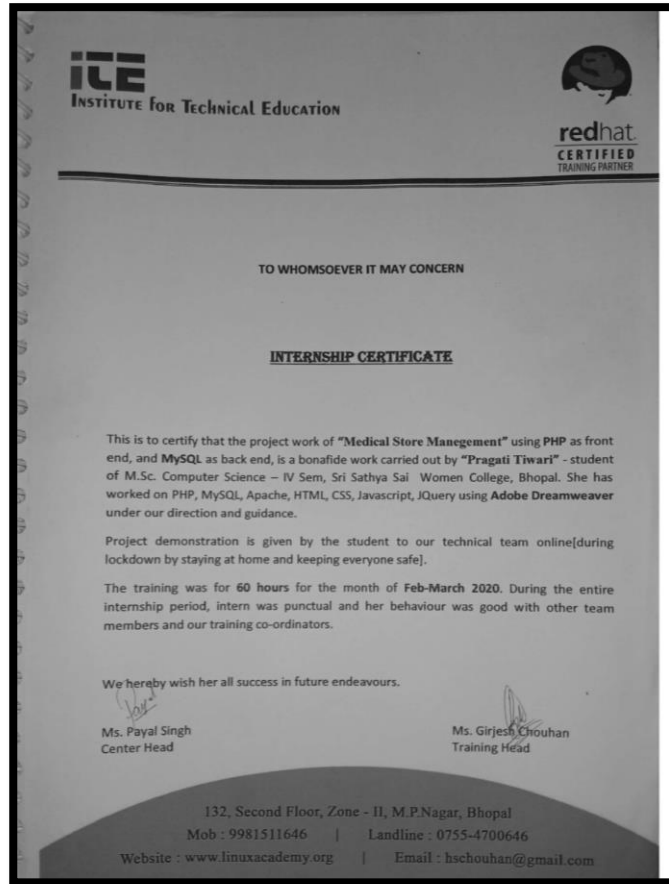 iTE
INSTITUTE FOR TECHNICAL EDUCATION
redhat.
CERTIFIED
TRAINING PARTNER
TO WHOMSOEVER IT MAY CONCERN
INTERNSHIP CERTIFICATE
This is to certify that the project work of "Medical Store Manegement" using PHP as front
end, and MySQL as back end, is a bonafide work carried out by "Pragati Tiwari" - student
of M.Sc. Computer Science – IV Sem, Sri Sathya Sai Women College, Bhopal. She has
worked on PHP, MySQL, Apache, HTML, CSS, Javascript, JQuery using Adobe Dreamweaver
under our direction and guidance.
Project demonstration is given by the student to our technical team online[during
lockdown by staying at home and keeping everyone safe].
The training was for 60 hours for the month of Feb-March 2020. During the entire
internship period, intern was punctual and her behaviour was good with other team
members and our training co-ordinators.
We hereby wish her all success in future endeavours.
Payal
Ms. Payal Singh
Center Head
Ms. Girjesh Chouhan
Training Head
132, Second Floor, Zone - II, M.P.Nagar, Bhopal
Mob : 9981511646 | Landline : 0755-4700646
Website : www.linuxacademy.org | Email : hschouhan@gmail.com